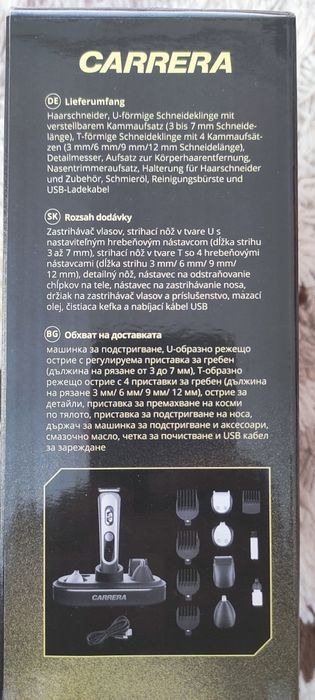 CARRERA
DE Lieferumfang
Haarschneider, U-förmige Schneideklinge mit
verstellbarem Kammaufsatz (3 bis 7 mm Schneide-
länge), T-förmige Schneideklinge mit 4 Kammaufsät-
zen (3 mm/6 mm/9 mm/12 mm Schneidelänge),
Detailmesser, Aufsatz zur Körperhaarentfernung,
Nasentrimmeraufsatz, Halterung für Haarschneider
und Zubehör, Schmieröl, Reinigungsbürste und
USB-Ladekabel
SK Rozsah dodávky
Zastrihávač vlasov, strihací nôž v tvare U s
nastaviteľným hrebeňovým nástavcom (dĺžka strihu
3 až 7 mm), strihací nôž v tvare T so 4 hrebeňovými
nástavcami (dĺžka strihu 3 mm/ 6 mm/ 9 mm/
12 mm), detailný nôž, nástavec na odstraňovanie
chĺpkov na tele, nástavec na zastrihávanie nosa,
držiak na zastrihávač vlasov a príslušenstvo, mazací
olej, čistiaca kefka a nabíjací kábel USB
BG Обхват на доставката
машинка за подстригване, U-образно режещо
острие с регулируема приставка за гребен
(дължина на рязане от 3 до 7 мм), Т-образно
режещо острие с 4 приставки за гребен (дължина
на рязане 3 мм/ 6 мм/ 9 мм/ 12 мм), острие за
детайли, приставка за премахване на косми
по тялото, приставка за подстригване на носа,
държач за машинка за подстригване и аксесоари,
смазочно масло, четка за почистване и USB кабел
за зареждане
CARRERA